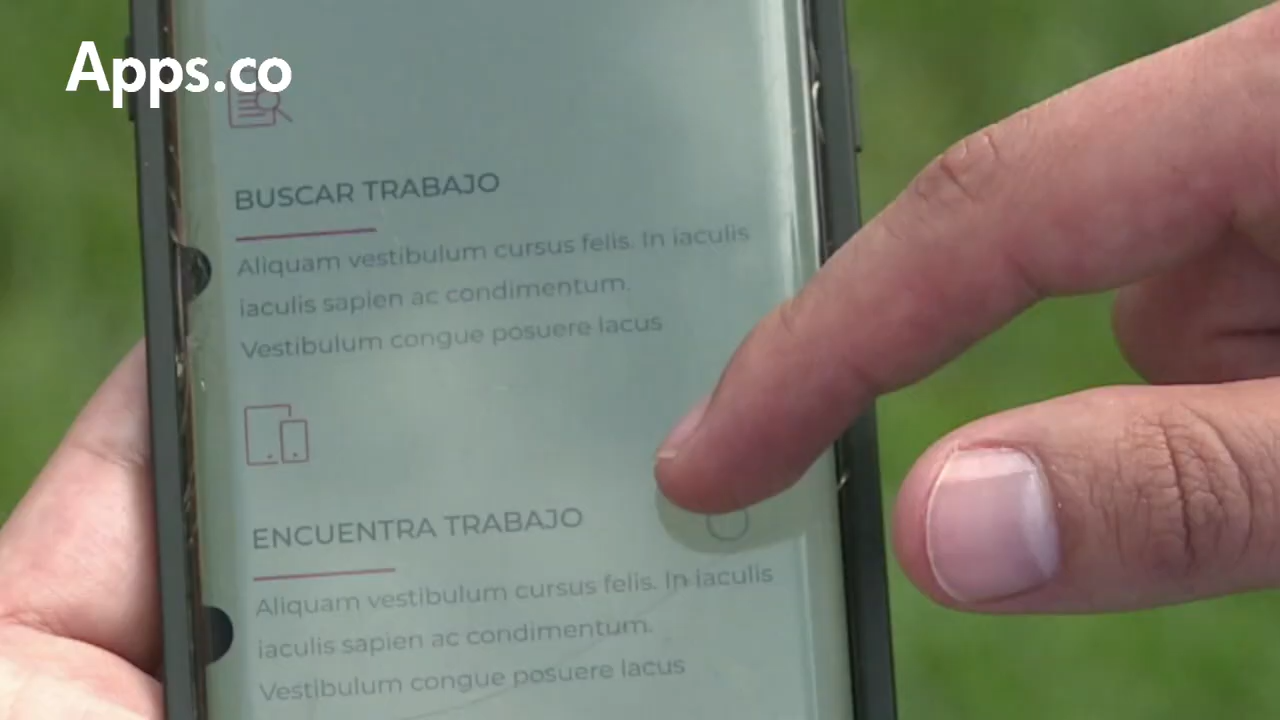 Apps.co
BUSCAR TRABAJO
Aliquam vestibulum cursus felis. In iaculis
iaculis sapien ac condimentum.
Vestibulum congue posuere lacus
ENCUENTRA TRABAJO
Aliquam vestibulum cursus felis. In iaculis
iaculis sapien ac condimentum.
Vestibulum congue posuere lacus